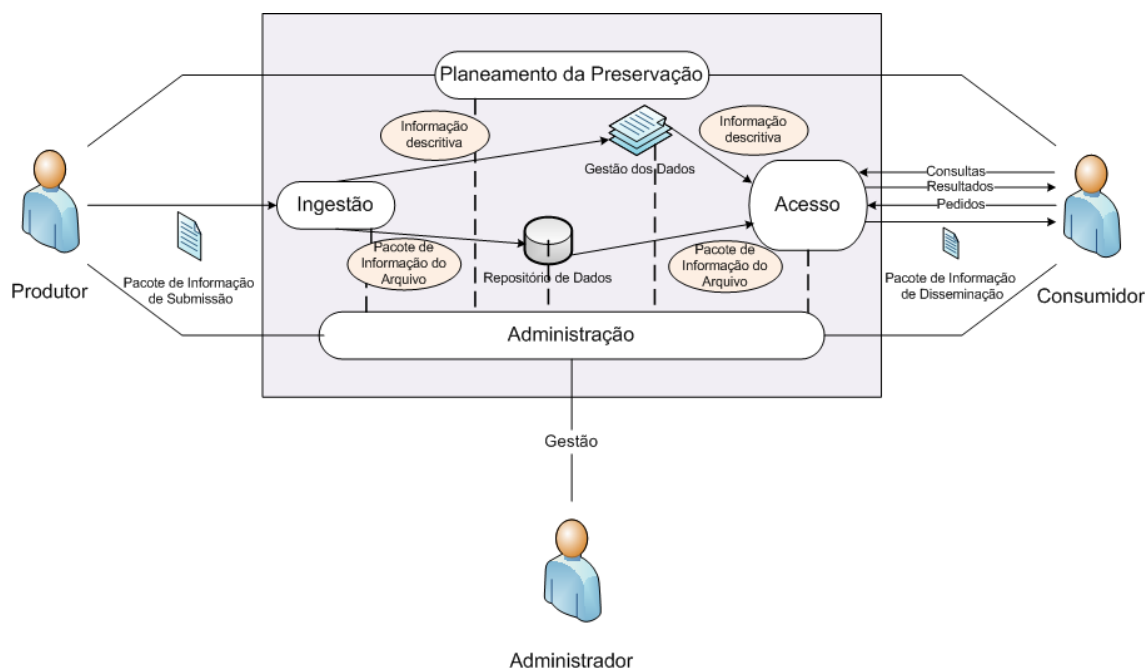 Planeamento da Preservação
Informação
descritiva
Informação
descritiva
Gestão dos Dados
Consultas
Resultados
Pedidos
Ingestão
Acesso
Pacote de
Informação do
Arquivo
Repositório de Dados
Pacote de
Informação do
Arquivo
Pacote de Informação
de Submissão
Pacote de Informação
de Disseminação
Produtor
Consumidor
Administração
Gestão
Administrador